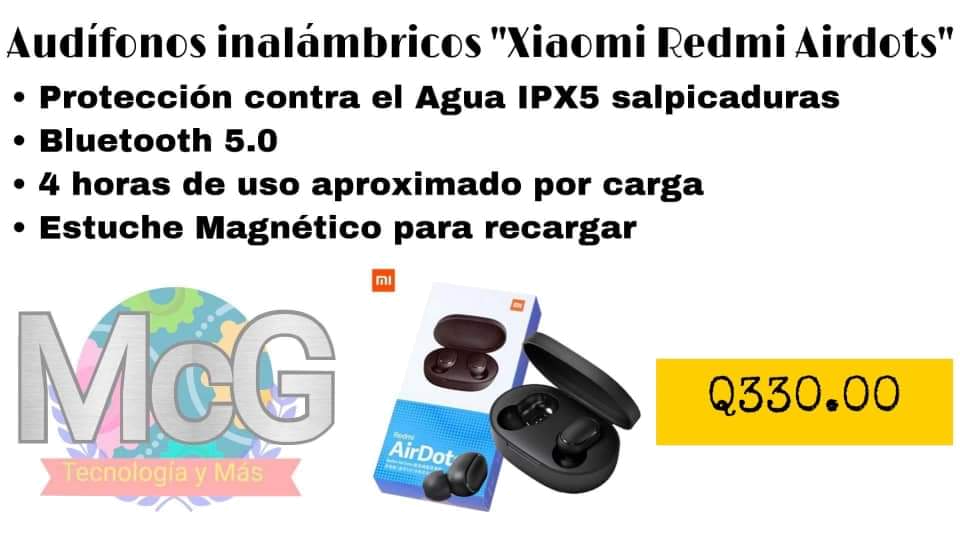 Audífonos inalámbricos "Xiaomi Redmi Airdots"
• Protección contra el Agua IPX5 salpicaduras
• Bluetooth 5.0
• 4 horas de uso aproximado por carga
• Estuche Magnético para recargar
McG
Tecnología y Más
mi
mi
Redmi
AirDots
Q330.00